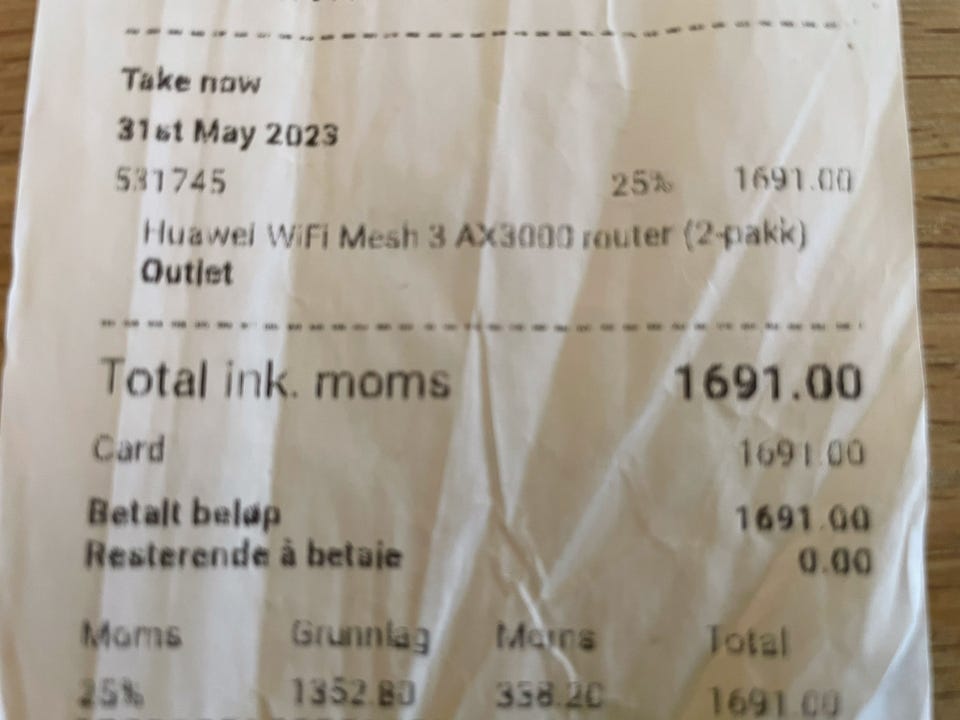 Take now
31st May 2023
531745 25% 1691.00
Huawei WiFi Mesh 3 AX3000 router (2-pakk)
Outlet
Total ink. moms 1691.00
Card 1691.00
Betalt beløp 1691.00
Resterende å betale 0.00
Moms Grunnlag Moms Total
25% 1352.80 338.20 1691.00